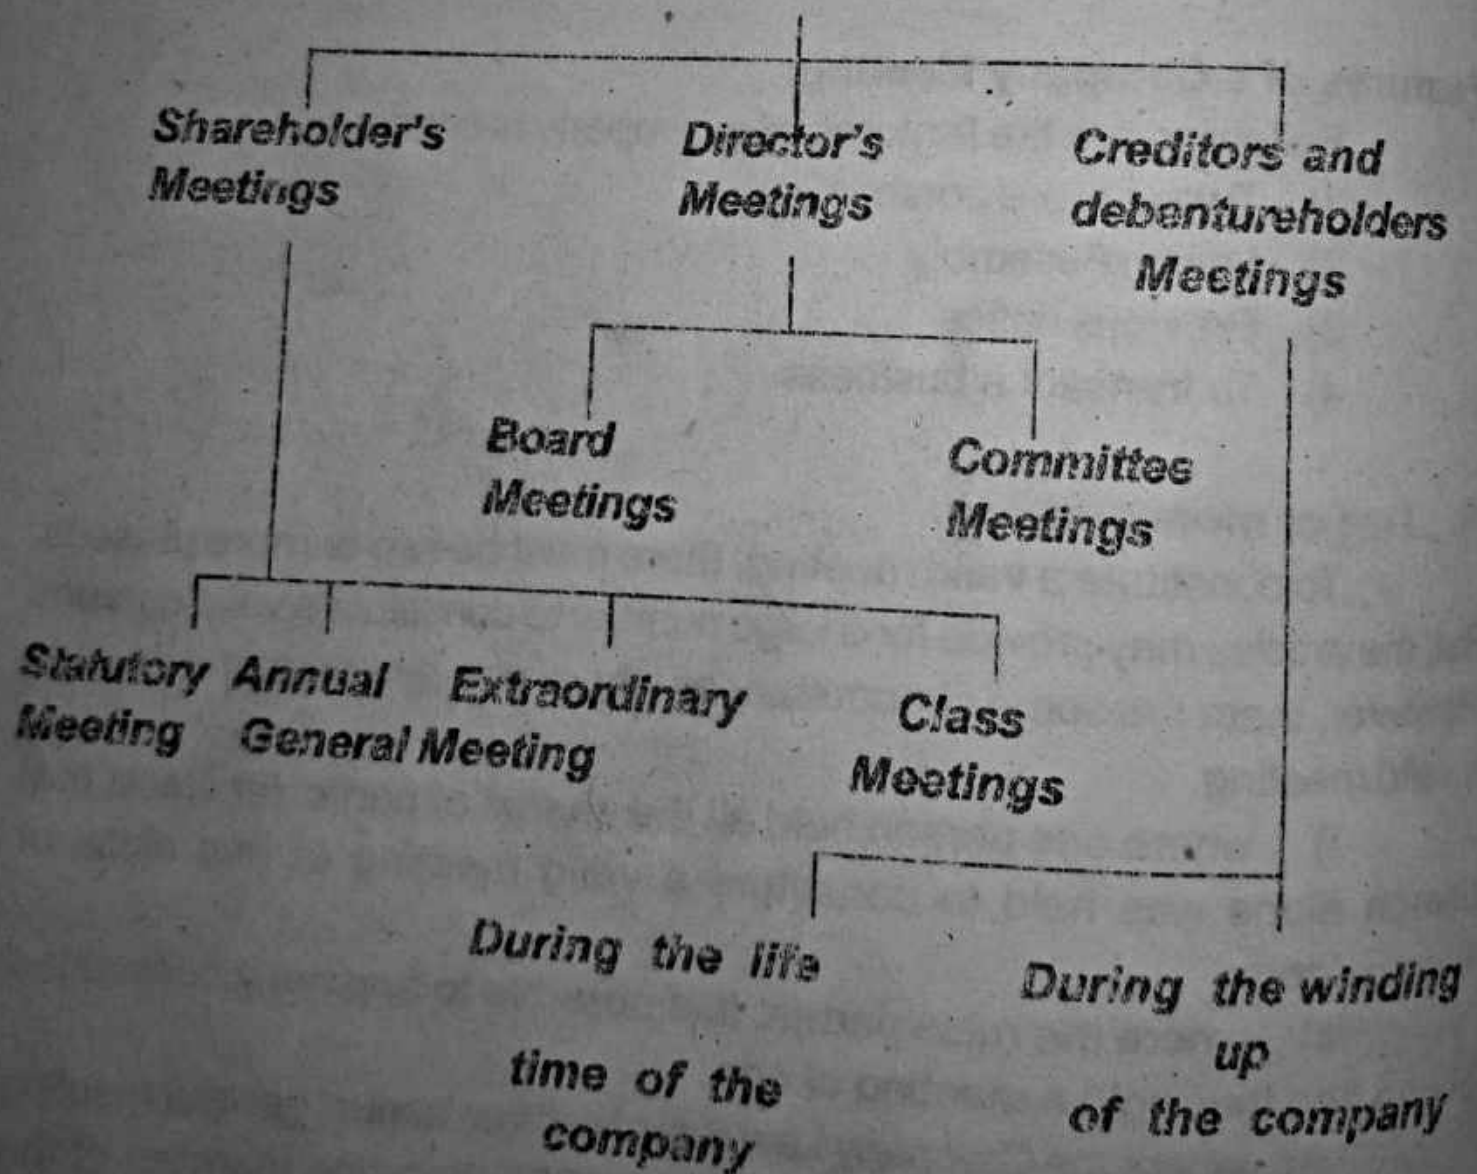 Shareholder's
Meetings
Director's
Meetings
Creditors and
debentureholders
Meetings
Board
Meetings
Committee
Meetings
Statutory
Meeting
Annual
General Meeting
Extraordinary
Class
Meetings
During the life
time of the
company
During the winding
up
of the company